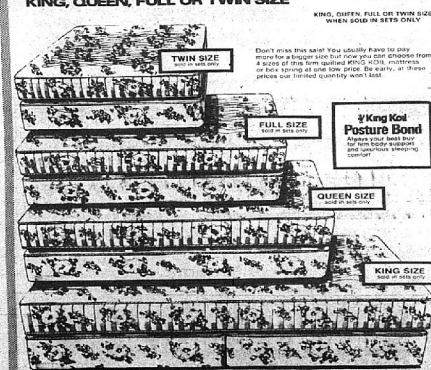 KING, QUEEN, FULL OR TWIN SIZE
KING, QUEEN, FULL OR TWIN SIZE
WHEN SOLD IN SETS ONLY
Don't miss this sale! You usually have to pay
more for a bigger size but now you can choose from
4 sizes of this firm quilted KING KOIL mattress
or box spring at one low price. Be early, at these
prices our limited quantity won't last.
TWIN SIZE
sold in sets only
FULL SIZE
sold in sets only
King Koil
Posture Bond
Always your best buy
for firm body support
and luxurious sleeping
comfort
QUEEN SIZE
sold in sets only
KING SIZE
sold in sets only